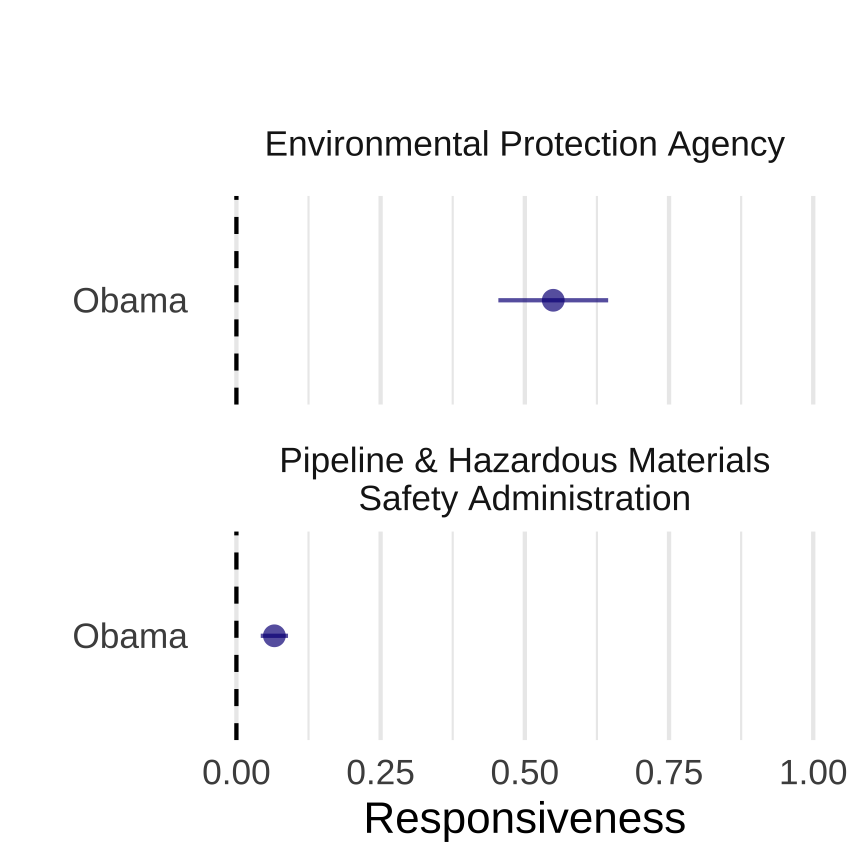 Environmental Protection Agency
Obama
Pipeline & Hazardous Materials
Safety Administration
Obama
0.00 0.25 0.50 0.75 1.00
Responsiveness